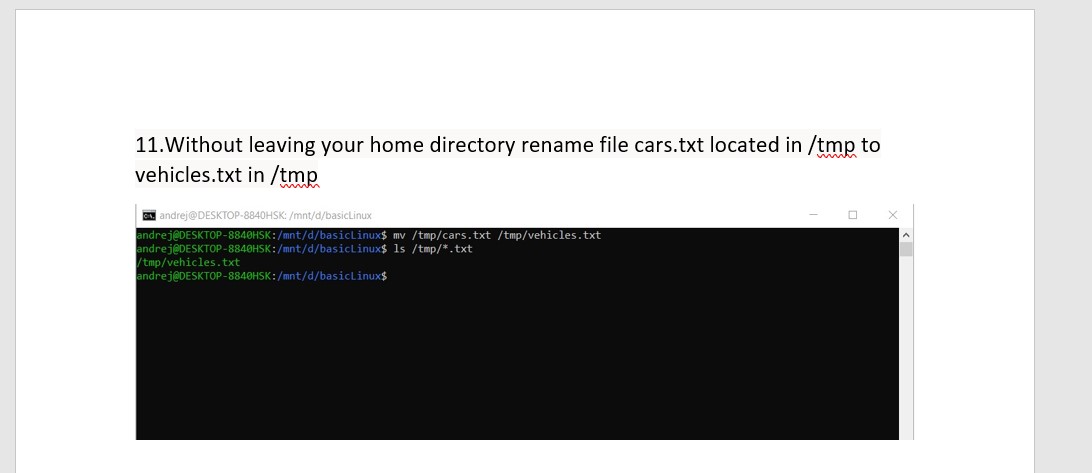 11.Without leaving your home directory rename file cars.txt located in /tmp to
vehicles.txt in /tmp
andrej@DESKTOP-8840HSK: /mnt/d/basicLinux
andrej@DESKTOP-8840HSK:/mnt/d/basicLinux$ mv /tmp/cars.txt /tmp/vehicles.txt
andrej@DESKTOP-8840HSK:/mnt/d/basicLinux$ ls /tmp/*.txt
/tmp/vehicles.txt
andrej@DESKTOP-8840HSK:/mnt/d/basicLinux$